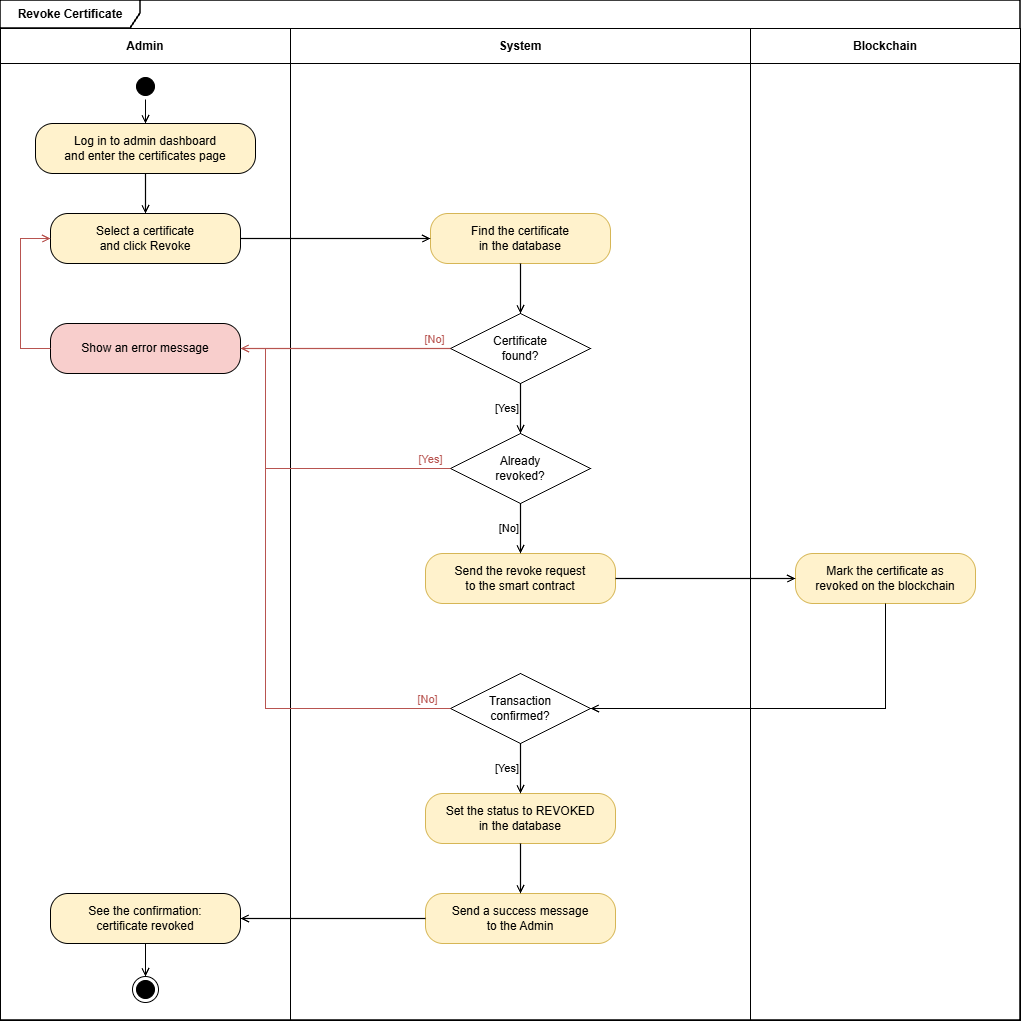 Revoke Certificate
Admin
System
Blockchain
Log in to admin dashboard
and enter the certificates page
Select a certificate
and click Revoke
Find the certificate
in the database
Show an error message
[No]
Certificate
found?
[Yes]
[Yes]
Already
revoked?
[No]
Send the revoke request
to the smart contract
Mark the certificate as
revoked on the blockchain
[No]
Transaction
confirmed?
[Yes]
Set the status to REVOKED
in the database
See the confirmation:
certificate revoked
Send a success message
to the Admin